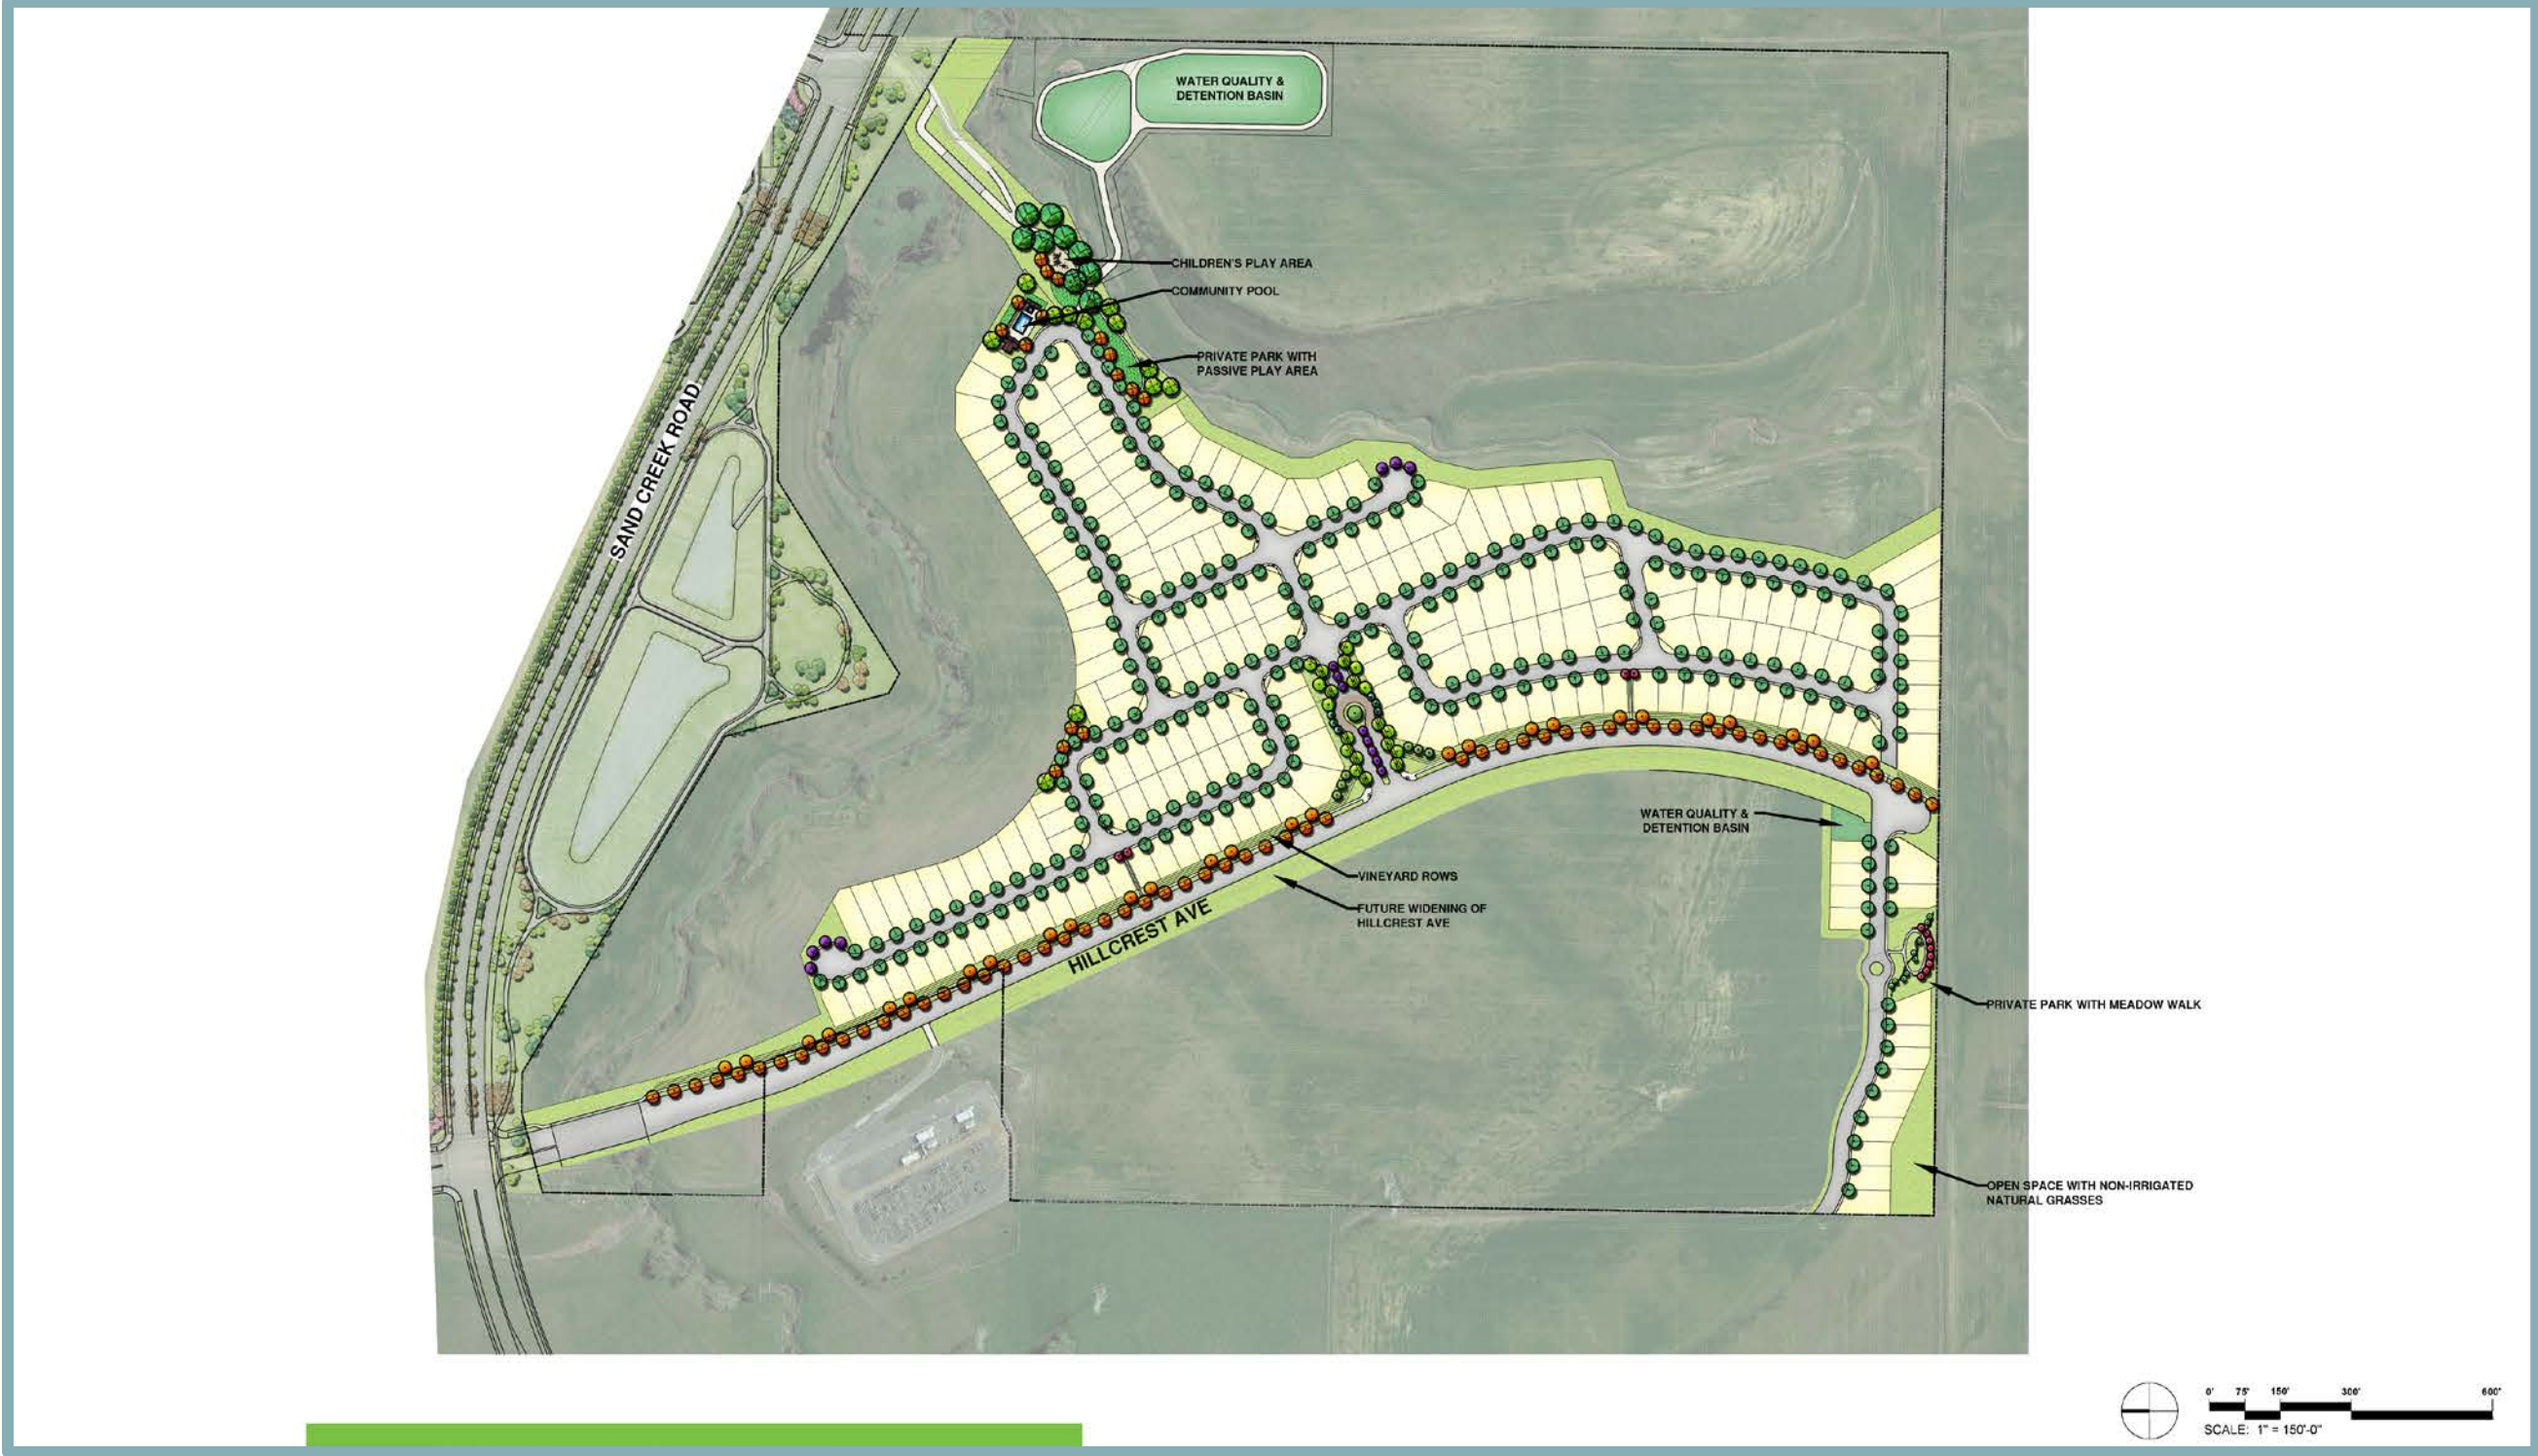 WATER QUALITY &
DETENTION BASIN
CHILDREN'S PLAY AREA
COMMUNITY POOL
PRIVATE PARK WITH
PASSIVE PLAY AREA
SAND CREEK ROAD
WATER QUALITY &
DETENTION BASIN
VINEYARD ROWS
FUTURE WIDENING OF
HILLCREST AVE
HILLCREST AVE
PRIVATE PARK WITH MEADOW WALK
OPEN SPACE WITH NON-IRRIGATED
NATURAL GRASSES
0' 75' 150' 300' 600'
SCALE: 1" = 150'-0"